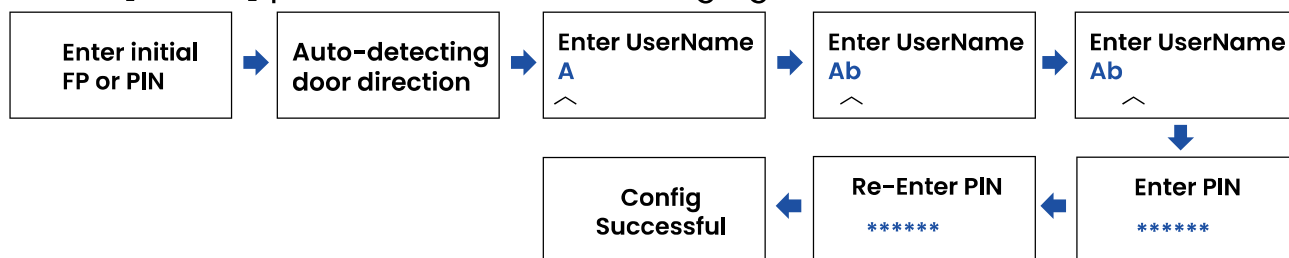 Enter initial
FP or PIN
Auto-detecting
door direction
Enter UserName
A
Enter UserName
Ab
Enter UserName
Ab
Enter PIN
******
Re-Enter PIN
******
Config
Successful